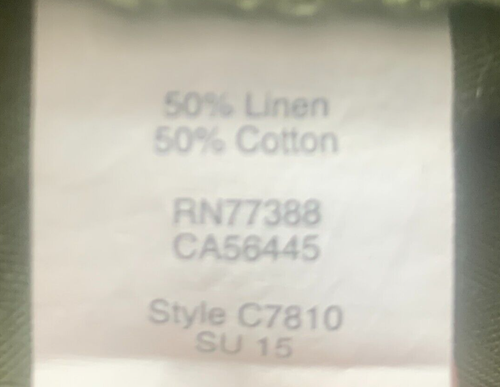 50% Linen
50% Cotton
RN77388
CA56445
Style C7810
SU 15